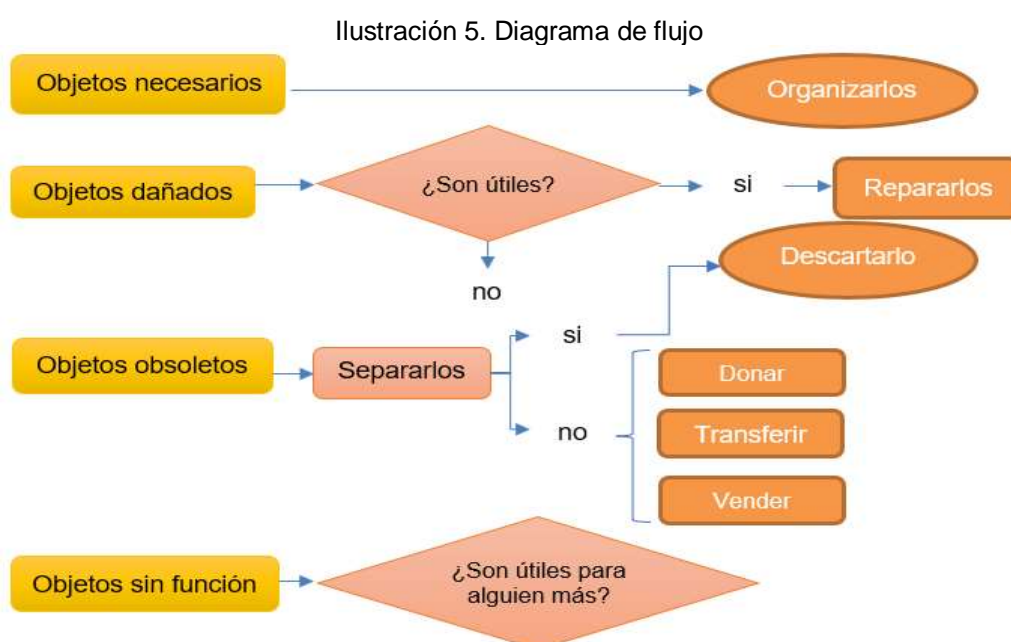 Ilustración 5. Diagrama de flujo
Objetos necesarios
Organizarlos
Objetos dañados
¿Son útiles?
si
Repararlos
no
Descartarlo
si
Objetos obsoletos
Separarlos
no
Donar
Transferir
Vender
Objetos sin función
¿Son útiles para
alguien más?